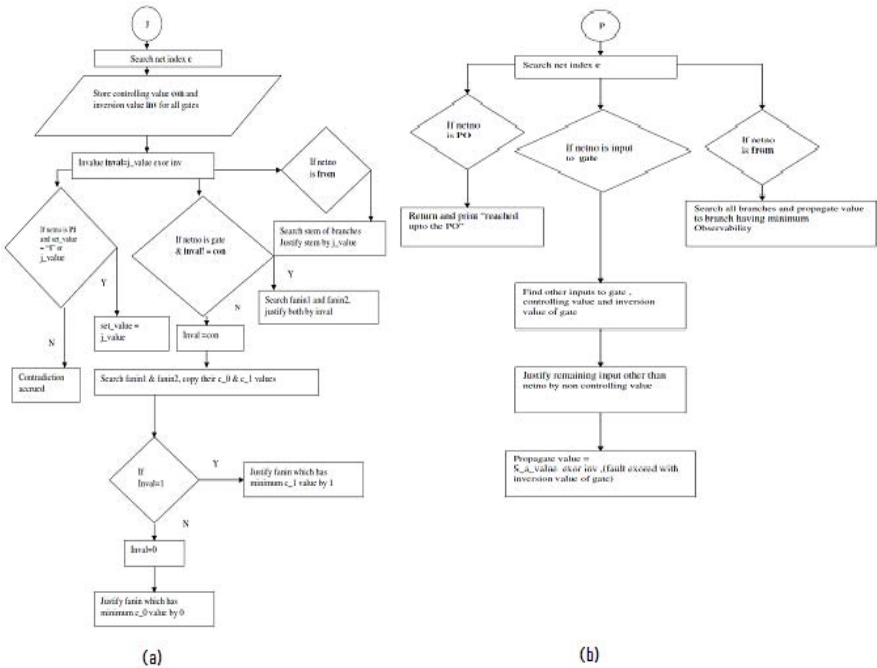 J
Search net index c
Store controlling value con and
inversion value inv for all gates
Invalue Inval=j_value exor inv
If netno
is from
If netno is PI
and set_value
= "E" or
j_value
If netno is gate
& Inval! = con
Search stem of branches
Justify stem by j_value
Y
Y
Search fanin1 and fanin2,
justify both by inval
N
set_value =
j_value
Inval =con
N
Contradiction
accrued
Search fanin1 & fanin2, copy their c_0 & c_1 values
If
Inval=1
Y
Justify fanin which has
minimum c_1 value by 1
N
Inval=0
Justify fanin which has
minimum c_0 value by 0
(a)
P
Search net index c
If netno
is PO
If netno is input
to gate
If netno
is from
Return and print "reached
upto the PO"
Search all branches and propagate value
to branch having minimum
Observability
Find other inputs to gate ,
controlling value and inversion
value of gate
Justify remaining input other than
netno by non controlling value
Propagate value =
S_a_value exor inv ,(fault exored with
inversion value of gate)
(b)